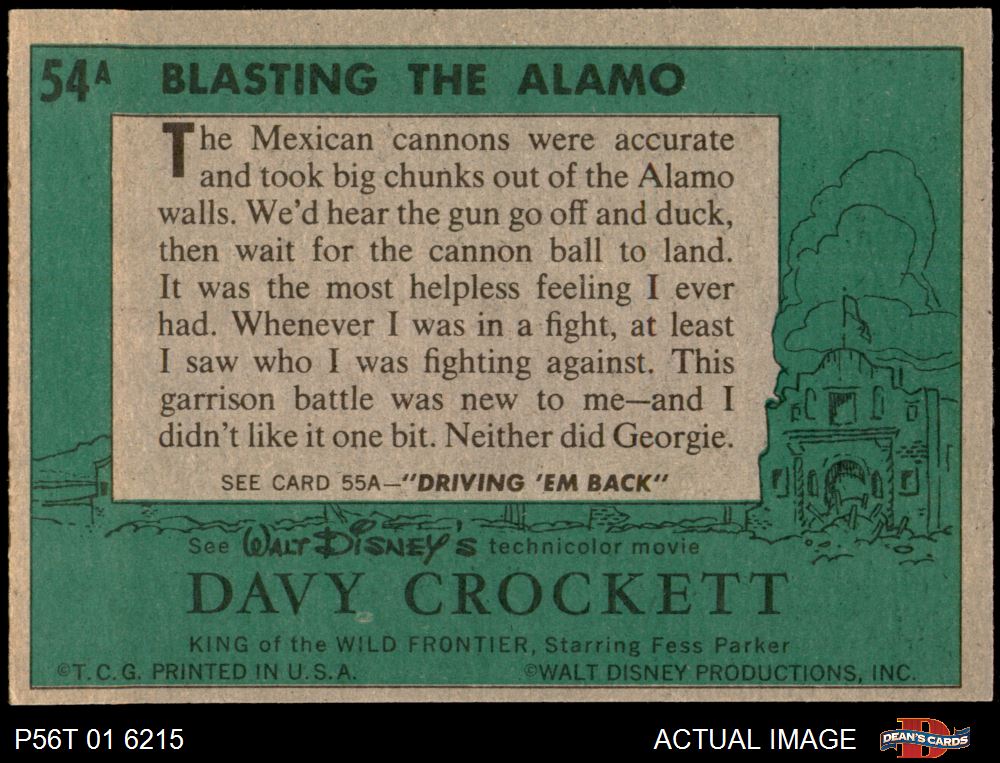 54A BLASTING THE ALAMO
The Mexican cannons were accurate
and took big chunks out of the Alamo
walls. We'd hear the gun go off and duck,
then wait for the cannon ball to land.
It was the most helpless feeling I ever
had. Whenever I was in a fight, at least
I saw who I was fighting against. This
garrison battle was new to me—and I
didn't like it one bit. Neither did Georgie.
SEE CARD 55A—"DRIVING 'EM BACK"
See WALT DISNEY'S technicolor movie
DAVY CROCKETT
KING of the WILD FRONTIER, Starring Fess Parker
©T.C.G. PRINTED IN U.S.A. ©WALT DISNEY PRODUCTIONS, INC.
P56T 01 6215 ACTUAL IMAGE D DEAN'S CARDS